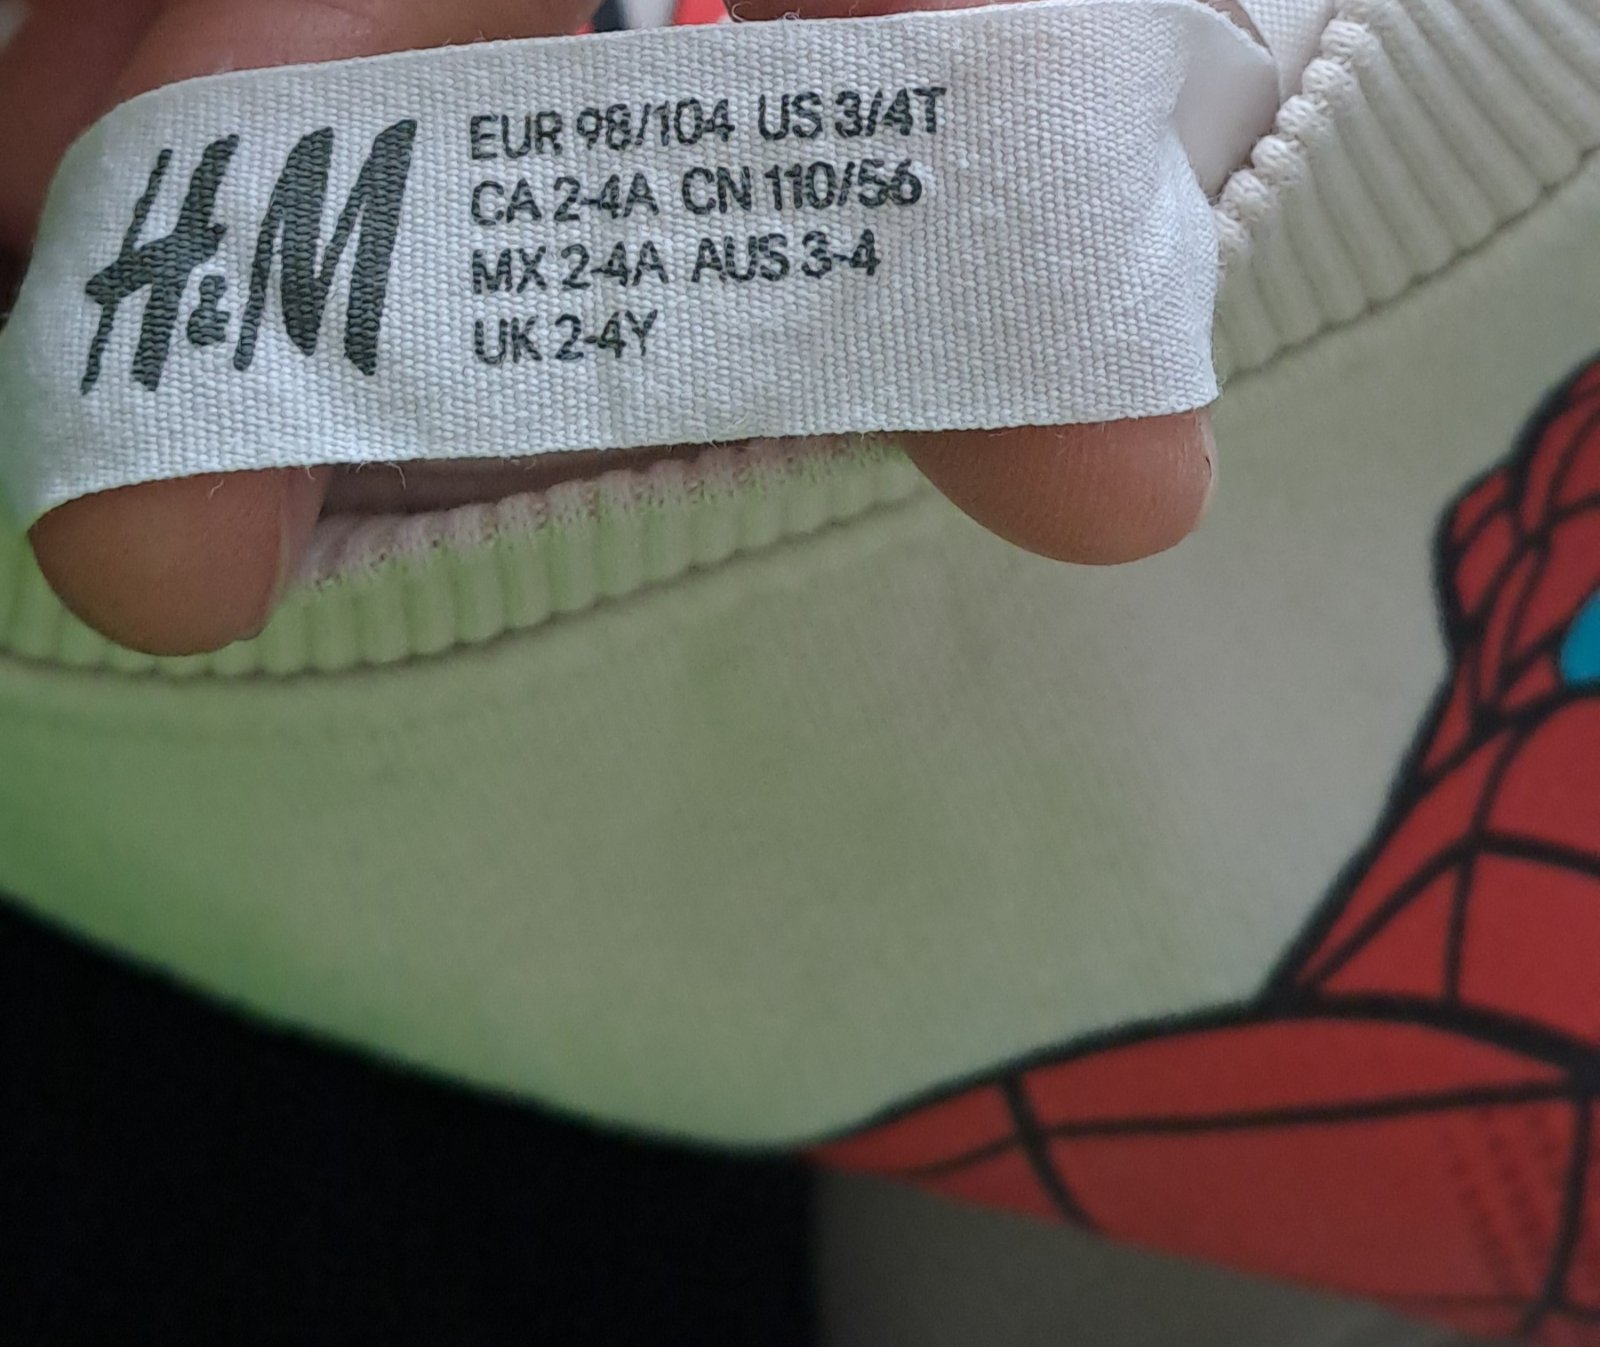 H&M
EUR 98/104 US 3/4T
CA 2-4A CN 110/56
MX 2-4A AUS 3-4
UK 2-4Y